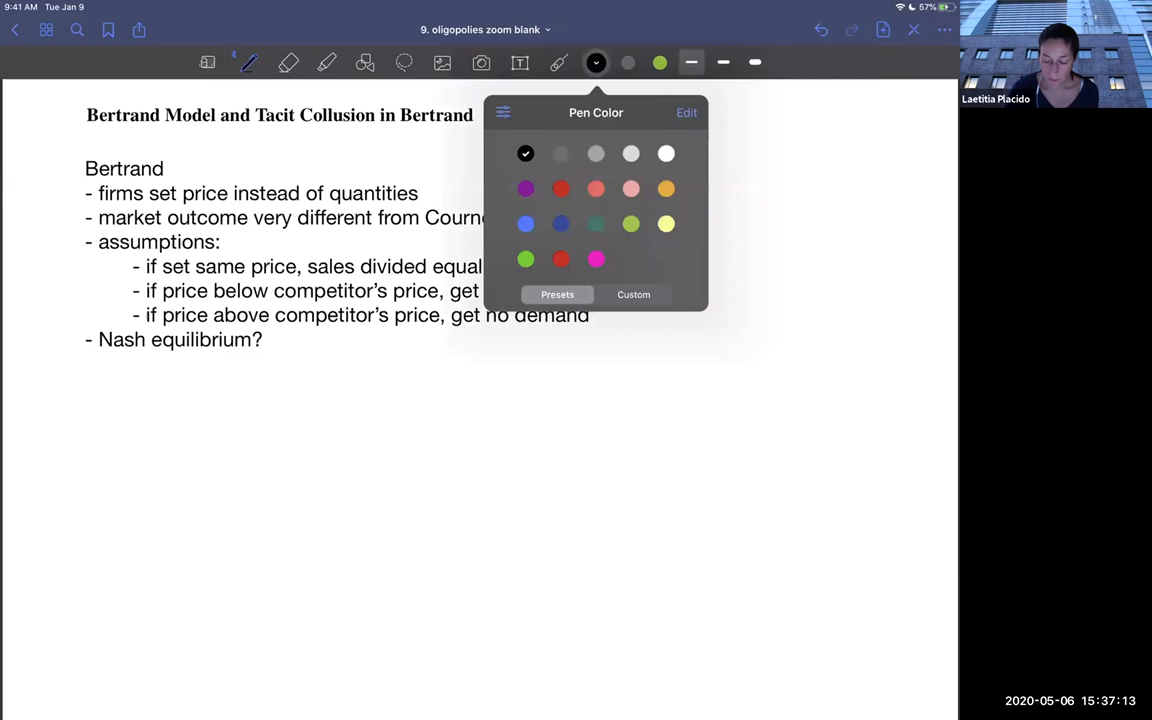 9:41 AM Tue Jan 9
57%
9. oligopolies zoom blank
Laetitia Placido
Pen Color
Edit
Presets
Custom
Bertrand Model and Tacit Collusion in Bertrand
Bertrand
- firms set price instead of quantities
- market outcome very different from Courn
- assumptions:
- if set same price, sales divided equal
- if price below competitor's price, get
- if price above competitor's price, get no demand
- Nash equilibrium?
2020-05-06 15:37:13